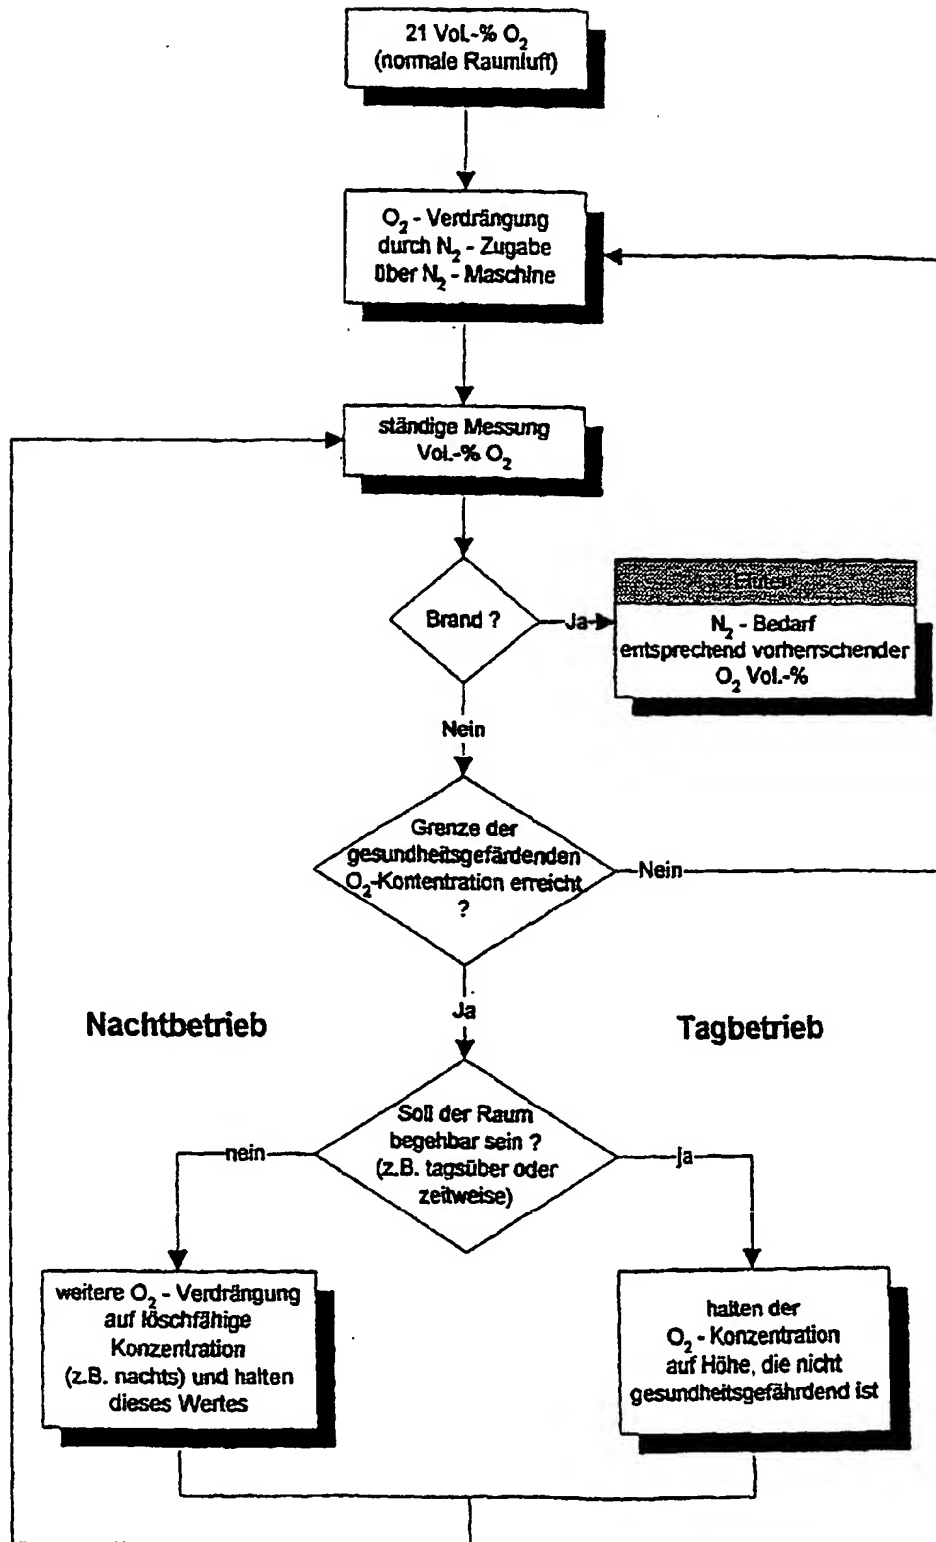 21 Vol.-% O₂
(normale Raumluft)
O₂ - Verdrängung
durch N₂ - Zugabe
über N₂ - Maschine
ständige Messung
Vol.-% O₂
Brand ?
Ja
Fluten
N₂ - Bedarf
entsprechend vorherrschender
O₂ Vol.-%
Nein
Grenze der
gesundheitsgefärdenden
O₂-Kontentration erreicht
?
Nein
Ja
Nachtbetrieb
Tagbetrieb
Soll der Raum
begehbar sein ?
(z.B. tagsüber oder
zeitweise)
nein
ja
weitere O₂ - Verdrängung
auf löschfähige
Konzentration
(z.B. nachts) und halten
dieses Wertes
halten der
O₂ - Konzentration
auf Höhe, die nicht
gesundheitsgefährdend ist